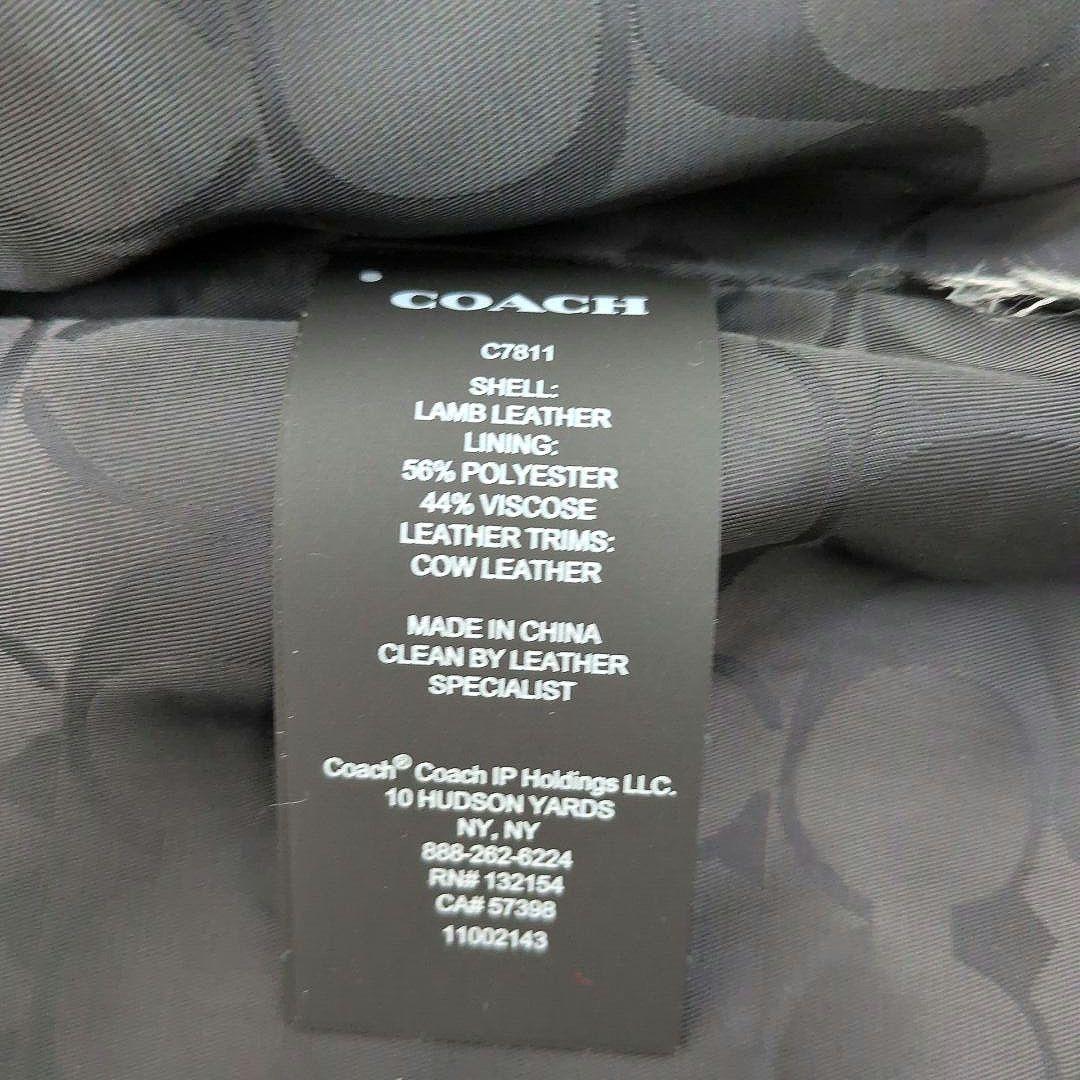 COACH
C7811
SHELL:
LAMB LEATHER
LINING:
56% POLYESTER
44% VISCOSE
LEATHER TRIMS:
COW LEATHER
MADE IN CHINA
CLEAN BY LEATHER
SPECIALIST
Coach® Coach IP Holdings LLC.
10 HUDSON YARDS
NY, NY
888-262-6224
RN# 132154
CA# 57398
11002143